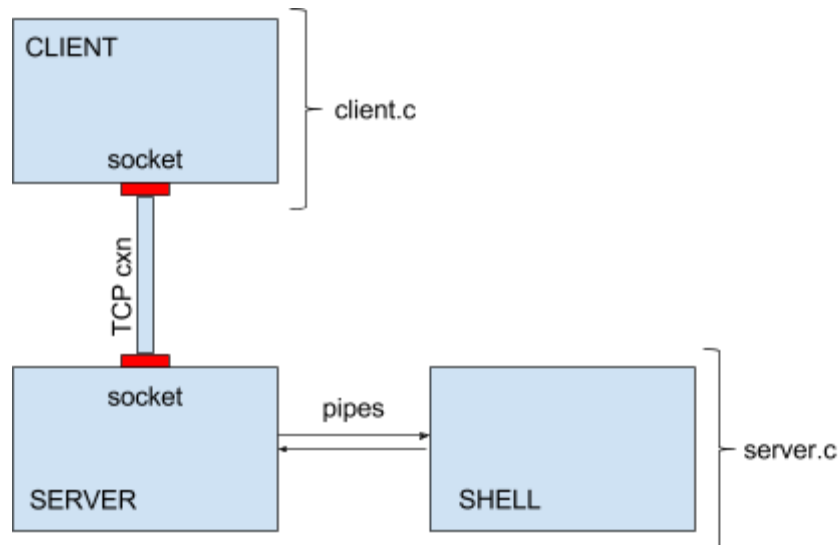 CLIENT
client.c
socket
TCP cxn
socket
pipes
server.c
SERVER
SHELL